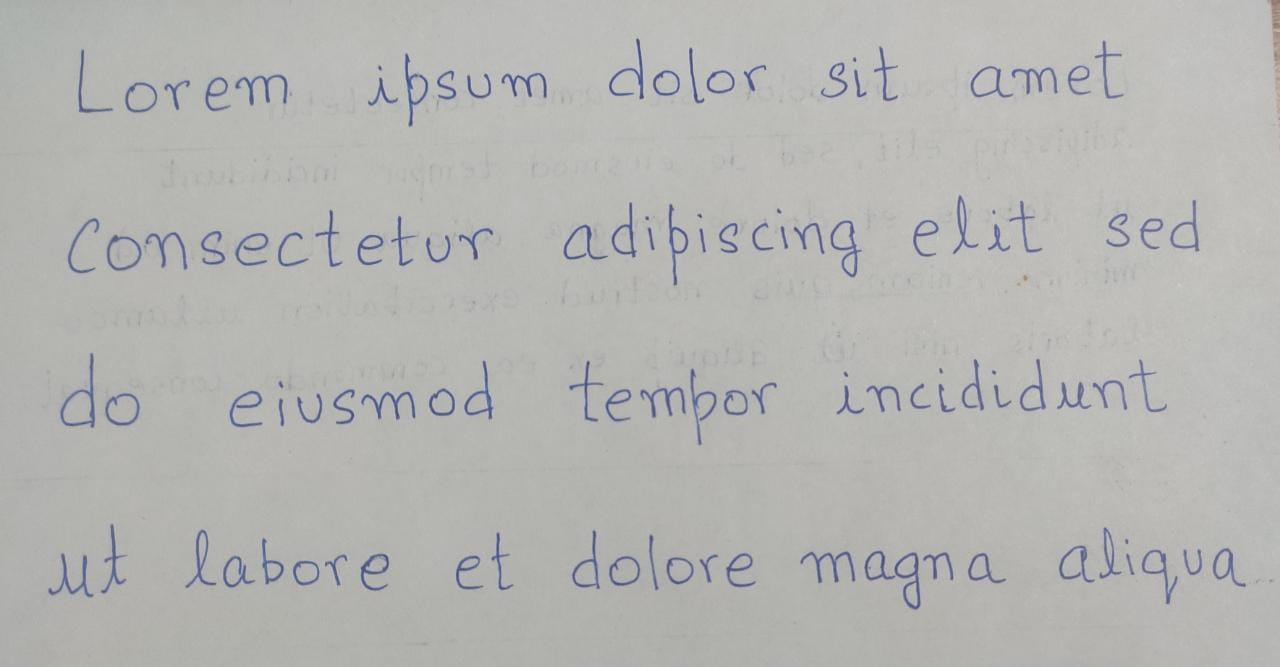 Lorem ipsum dolor sit amet
Consectetur adipiscing elit sed
do eiusmod tempor incididunt
ut labore et dolore magna aliqua